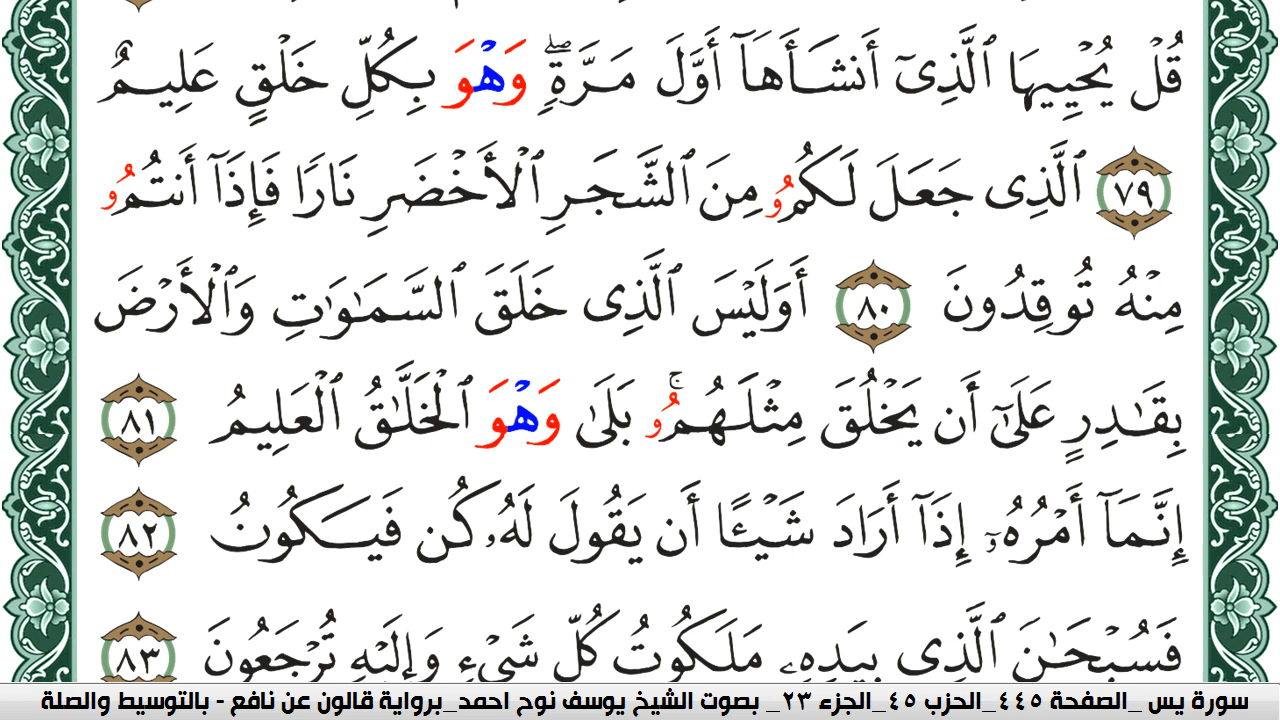 قُلْ يُحْيِيهَا ٱلَّذِىٓ أَنشَأَهَآ أَوَّلَ مَرَّةٍۖ وَهْوَ بِكُلِّ خَلْقٍ عَلِيمٌ
٧٩ ٱلَّذِى جَعَلَ لَكُمُۥ مِنَ ٱلشَّجَرِ ٱلْأَخْضَرِ نَارًا فَإِذَآ أَنتُمُۥ
مِنْهُ تُوقِدُونَ ٨٠ أَوَلَيْسَ ٱلَّذِى خَلَقَ ٱلسَّمَٰوَٰتِ وَٱلْأَرْضَ
بِقَٰدِرٍ عَلَىٰٓ أَن يَخْلُقَ مِثْلَهُمُۥۚ بَلَىٰ وَهْوَ ٱلْخَلَّٰقُ ٱلْعَلِيمُ ٨١
إِنَّمَآ أَمْرُهُۥٓ إِذَآ أَرَادَ شَيْـًٔا أَن يَقُولَ لَهُۥ كُن فَيَكُونُ ٨٢
فَسُبْحَٰنَ ٱلَّذِى بِيَدِهِۦ مَلَكُوتُ كُلِّ شَىْءٍ وَإِلَيْهِ تُرْجَعُونَ ٨٣
سورة يس _الصفحة ٤٤٥_الحزب ٤٥_الجزء ٢٣_ بصوت الشيخ يوسف نوح احمد_برواية قالون عن نافع - بالتوسيط والصلة